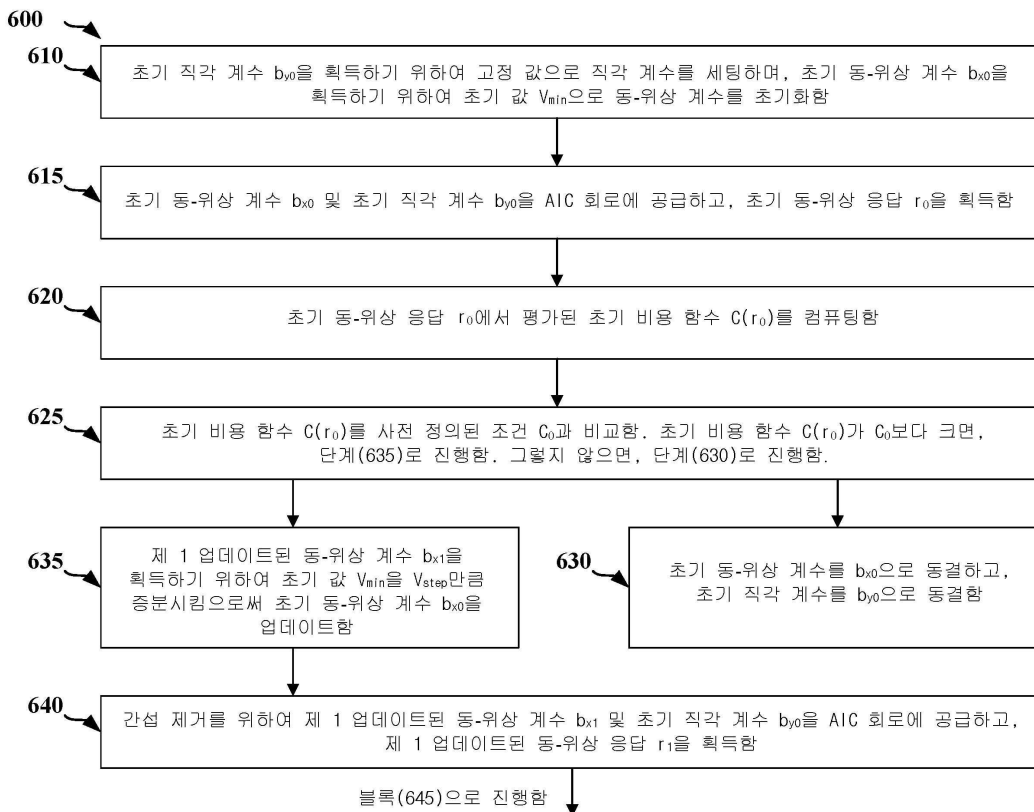 600
610
초기 직각 계수 by0을 획득하기 위하여 고정 값으로 직각 계수를 세팅하며, 초기 동-위상 계수 bx0을
획득하기 위하여 초기 값 Vmin으로 동-위상 계수를 초기화함
615
초기 동-위상 계수 bx0 및 초기 직각 계수 by0을 AIC 회로에 공급하고, 초기 동-위상 응답 r0을 획득함
620
초기 동-위상 응답 r0에서 평가된 초기 비용 함수 C(r0)를 컴퓨팅함
625
초기 비용 함수 C(r0)를 사전 정의된 조건 C0과 비교함. 초기 비용 함수 C(r0)가 C0보다 크면,
단계(635)로 진행함. 그렇지 않으면, 단계(630)로 진행함.
635
제 1 업데이트된 동-위상 계수 bx1을
획득하기 위하여 초기 값 Vmin을 Vstep만큼
증분시킴으로써 초기 동-위상 계수 bx0을
업데이트함
630
초기 동-위상 계수를 bx0으로 동결하고,
초기 직각 계수를 by0으로 동결함
640
간섭 제거를 위하여 제 1 업데이트된 동-위상 계수 bx1 및 초기 직각 계수 by0을 AIC 회로에 공급하고,
제 1 업데이트된 동-위상 응답 r1을 획득함
블록(645)으로 진행함